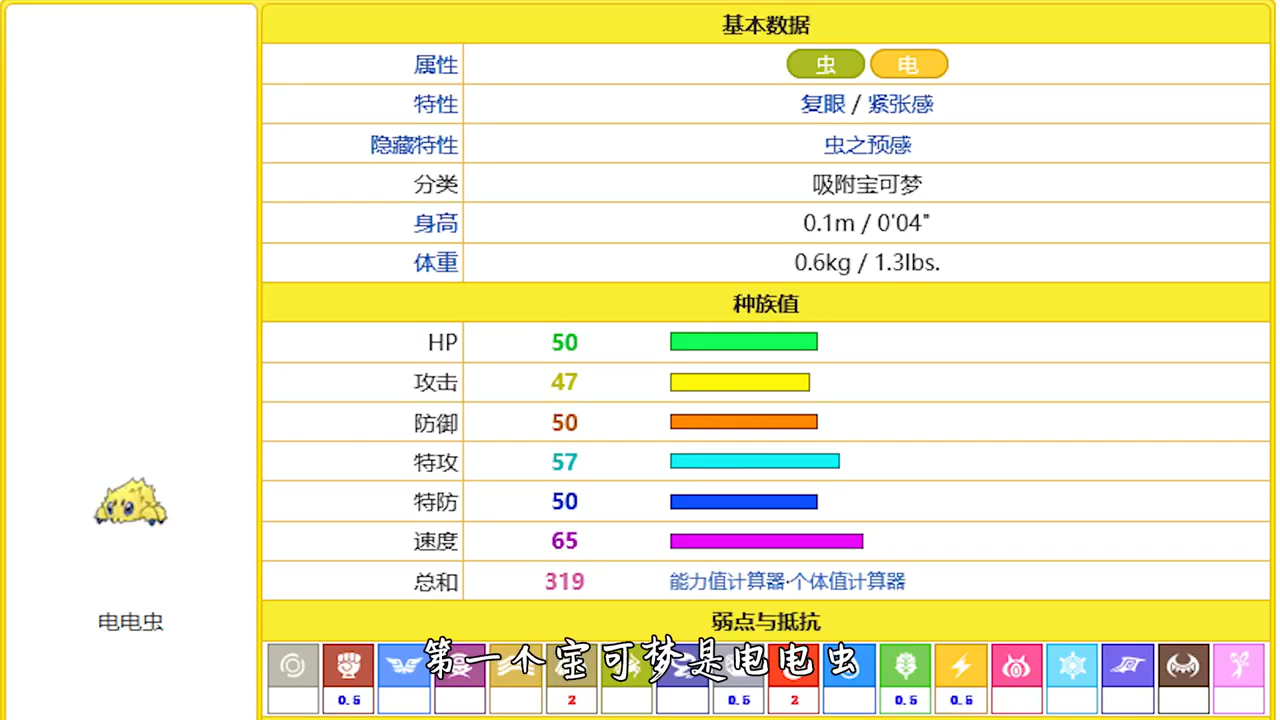 基本数据
属性 虫 电
特性 复眼 / 紧张感
隐藏特性 虫之预感
分类 吸附宝可梦
身高 0.1m / 0'04"
体重 0.6kg / 1.3lbs.
种族值
HP 50
攻击 47
防御 50
特攻 57
特防 50
速度 65
总和 319 能力值计算器·个体值计算器
电电虫
弱点与抵抗
第一个宝可梦是电电虫
0.5 2 0.5 2 0.5 0.5